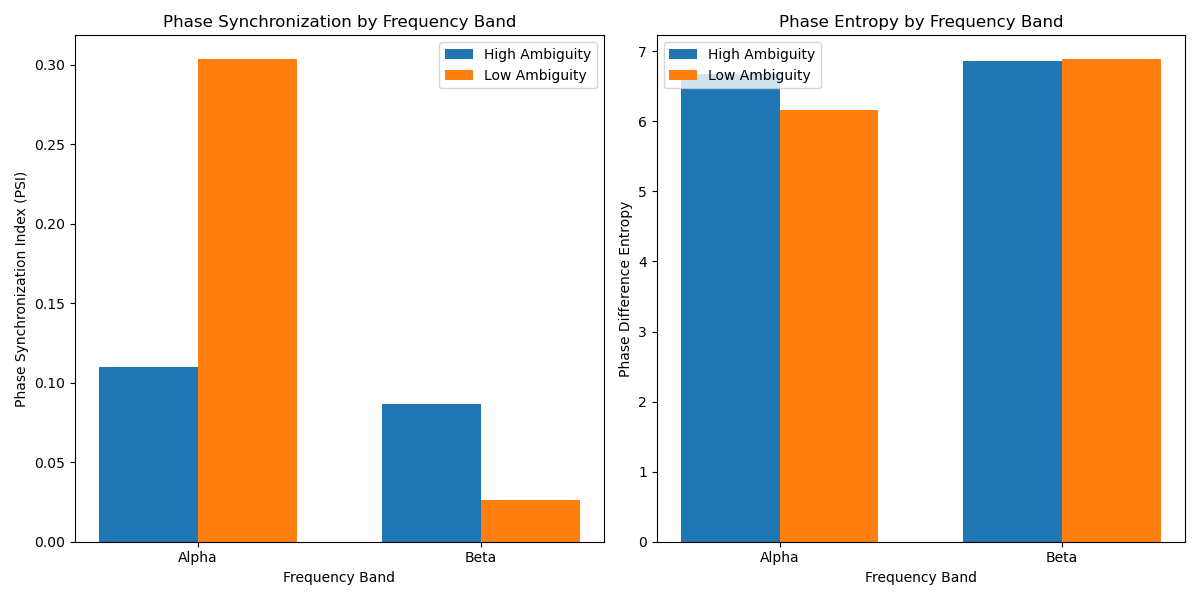 Phase Synchronization by Frequency Band
Phase Synchronization Index (PSI)
0.30
0.25
0.20
0.15
0.10
0.05
0.00
High Ambiguity
Low Ambiguity
Alpha
Beta
Frequency Band
Phase Entropy by Frequency Band
Phase Difference Entropy
7
6
5
4
3
2
1
0
High Ambiguity
Low Ambiguity
Alpha
Beta
Frequency Band